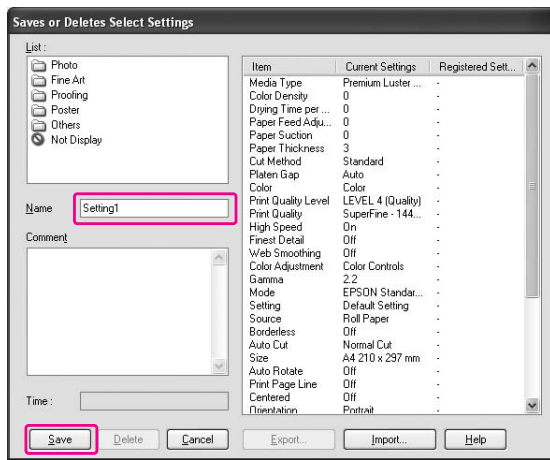 Saves or Deletes Select Settings
List :
Photo
Fine Art
Proofing
Poster
Others
Not Display
Name Setting1
Comment
Time :
Item Current Settings Registered Sett...
Media Type Premium Luster ... -
Color Density 0 -
Drying Time per ... 0 -
Paper Feed Adju... 0 -
Paper Suction 0 -
Paper Thickness 3 -
Cut Method Standard -
Platen Gap Auto -
Color Color -
Print Quality Level LEVEL 4 (Quality) -
Print Quality SuperFine - 144... -
High Speed On -
Finest Detail Off -
Web Smoothing Off -
Color Adjustment Color Controls -
Gamma 2.2 -
Mode EPSON Standar... -
Setting Default Setting -
Source Roll Paper -
Borderless Off -
Auto Cut Normal Cut -
Size A4 210 x 297 mm -
Auto Rotate Off -
Print Page Line Off -
Centered Off -
Orientation Portrait -
Save Delete Cancel Export... Import... Help